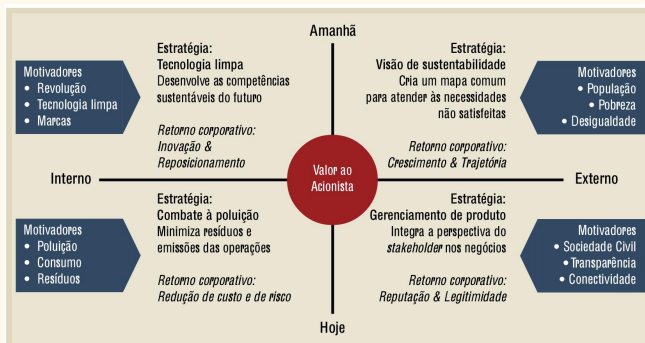 Amanhã
Motivadores
• Revolução
• Tecnologia limpa
• Marcas
Estratégia:
Tecnologia limpa
Desenvolve as competências
sustentáveis do futuro
Retorno corporativo:
Inovação &
Reposicionamento
Estratégia:
Visão de sustentabilidade
Cria um mapa comum
para atender às necessidades
não satisfeitas
Retorno corporativo:
Crescimento & Trajetória
Motivadores
• População
• Pobreza
• Desigualdade
Interno
Valor ao
Acionista
Externo
Motivadores
• Poluição
• Consumo
• Resíduos
Estratégia:
Combate à poluição
Minimiza resíduos e
emissões das operações
Retorno corporativo:
Redução de custo e de risco
Estratégia:
Gerenciamento de produto
Integra a perspectiva do
stakeholder nos negócios
Retorno corporativo:
Reputação & Legitimidade
Motivadores
• Sociedade Civil
• Transparência
• Conectividade
Hoje